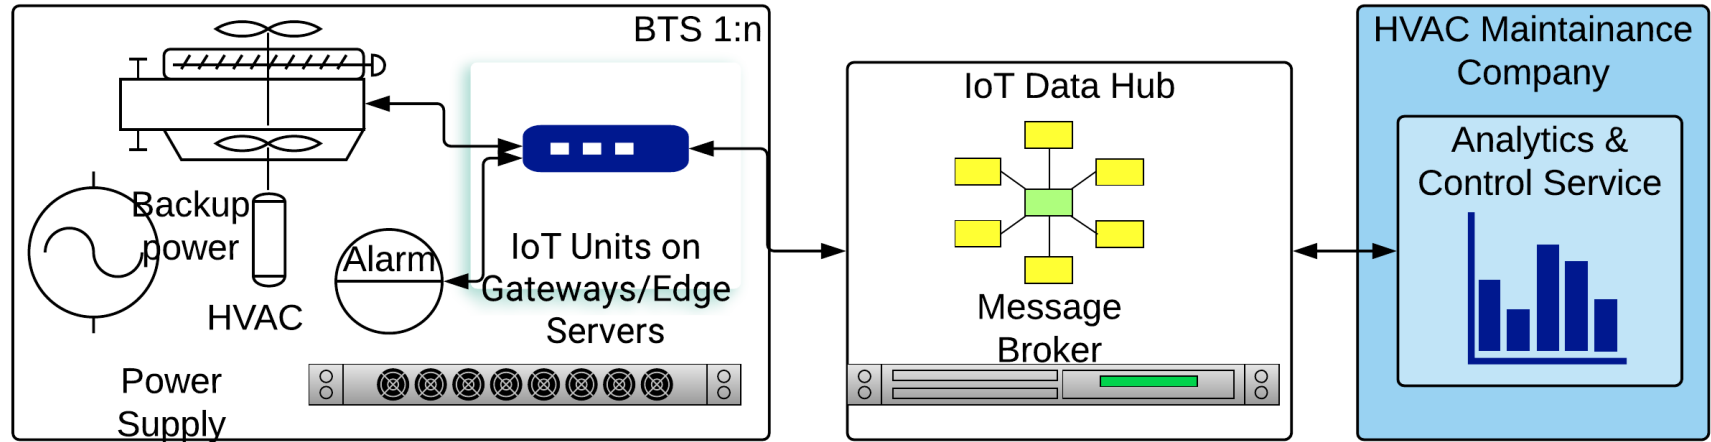 BTS 1:n
Backup
power
HVAC
Alarm
IoT Units on
Gateways/Edge
Servers
Power
Supply
IoT Data Hub
Message
Broker
HVAC Maintainance
Company
Analytics &
Control Service